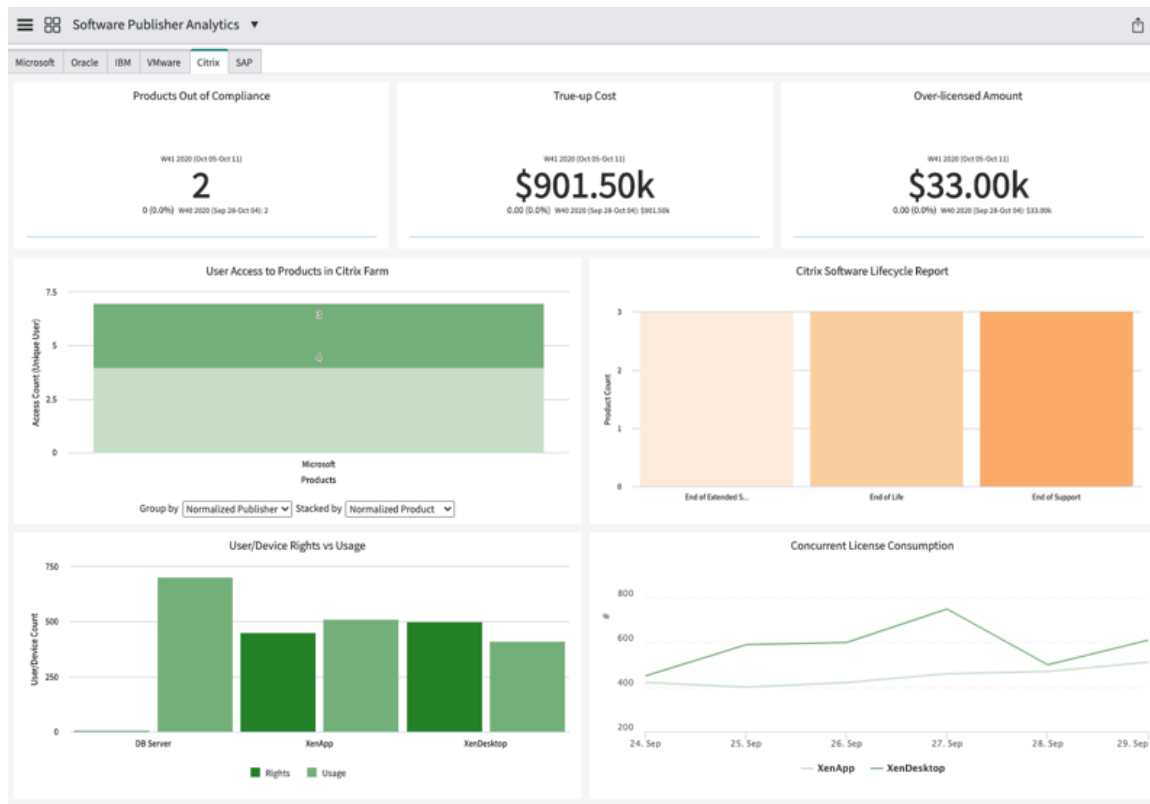 Software Publisher Analytics ▼
Microsoft Oracle IBM VMware Citrix SAP
Products Out of Compliance
W41 2020 (Oct 05-Oct 11)
2
0 (0.0%) W40 2020 (Sep 28-Oct 04): 2
True-up Cost
W41 2020 (Oct 05-Oct 11)
$901.50k
0.00 (0.0%) W40 2020 (Sep 28-Oct 04): $901.50k
Over-licensed Amount
W41 2020 (Oct 05-Oct 11)
$33.00k
0.00 (0.0%) W40 2020 (Sep 28-Oct 04): $33.00k
User Access to Products in Citrix Farm
Access Count (Unique User)
7.5
5
2.5
0
3
4
Microsoft
Products
Group by Normalized Publisher Stacked by Normalized Product
Citrix Software Lifecycle Report
Product Count
3
2
1
0
End of Extended S... End of Life End of Support
User/Device Rights vs Usage
User/Device Count
750
500
250
0
DB Server XenApp XenDesktop
Rights Usage
Concurrent License Consumption
#
800
600
400
200
24. Sep 25. Sep 26. Sep 27. Sep 28. Sep 29. Sep
XenApp XenDesktop